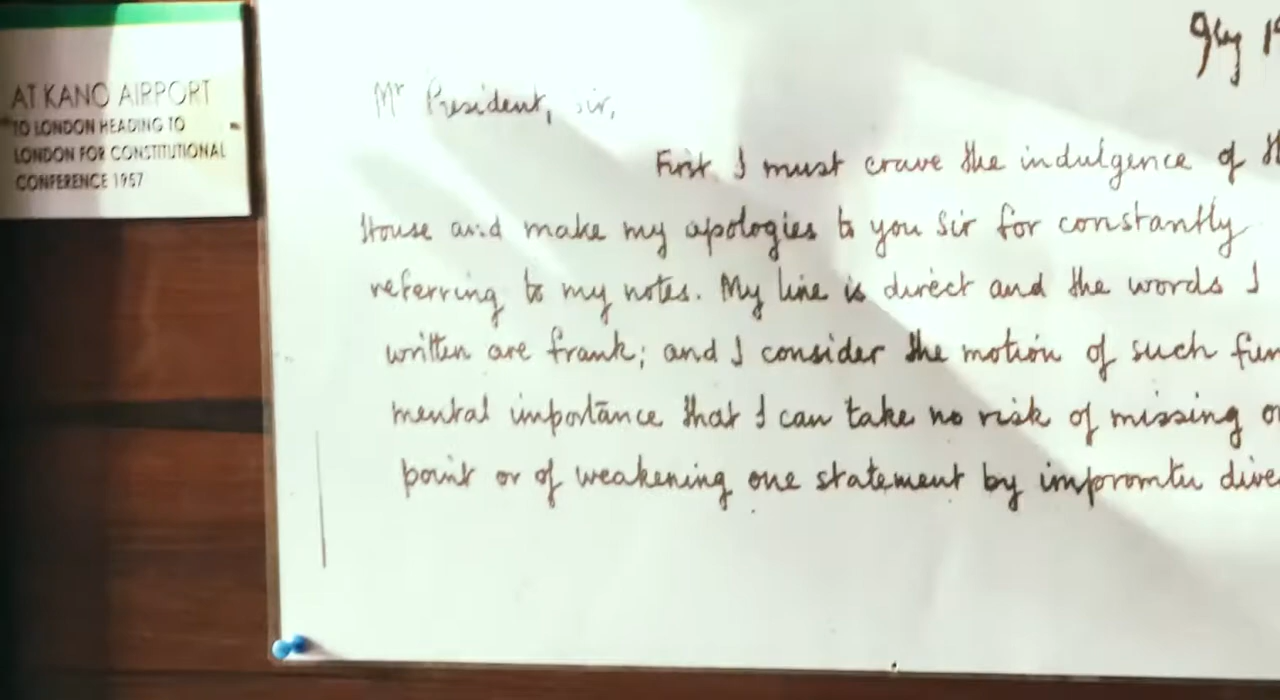 AT KANO AIRPORT
TO LONDON HEADING TO
LONDON FOR CONSTITUTIONAL
CONFERENCE 1957
Mr President, Sir,
First I must crave the indulgence of
House and make my apologies to you Sir for constantly
referring to my notes. My line is direct and the words I
written are frank; and I consider the motion of such
mental importance that I can take no risk of missing
point or of weakening one statement by impromtu